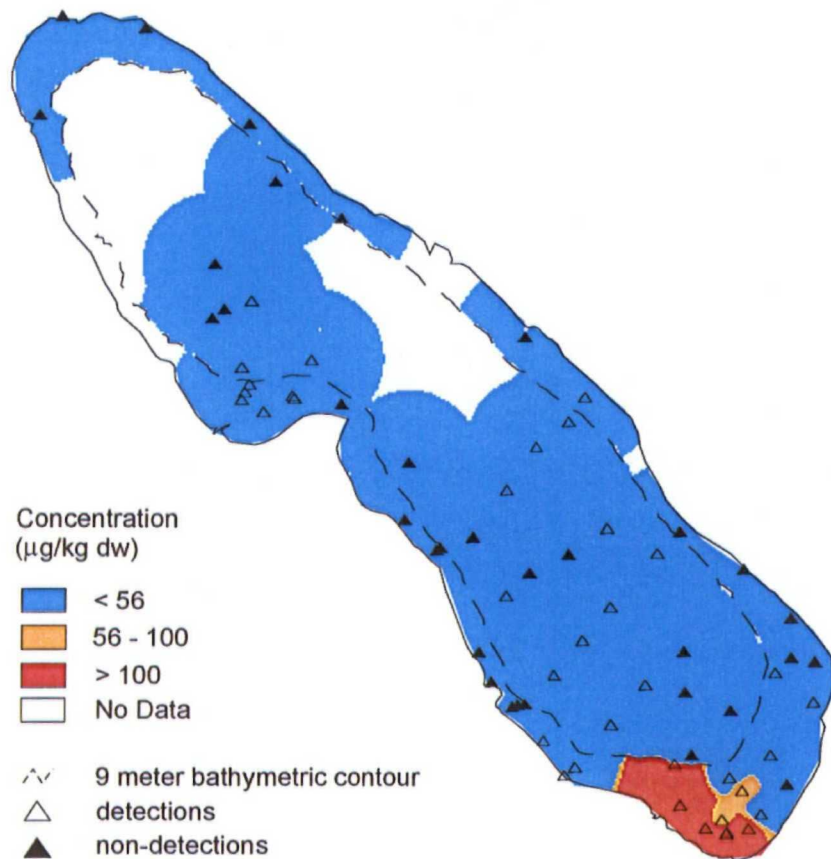 Concentration
(µg/kg dw)
< 56
56 - 100
> 100
No Data
9 meter bathymetric contour
detections
non-detections